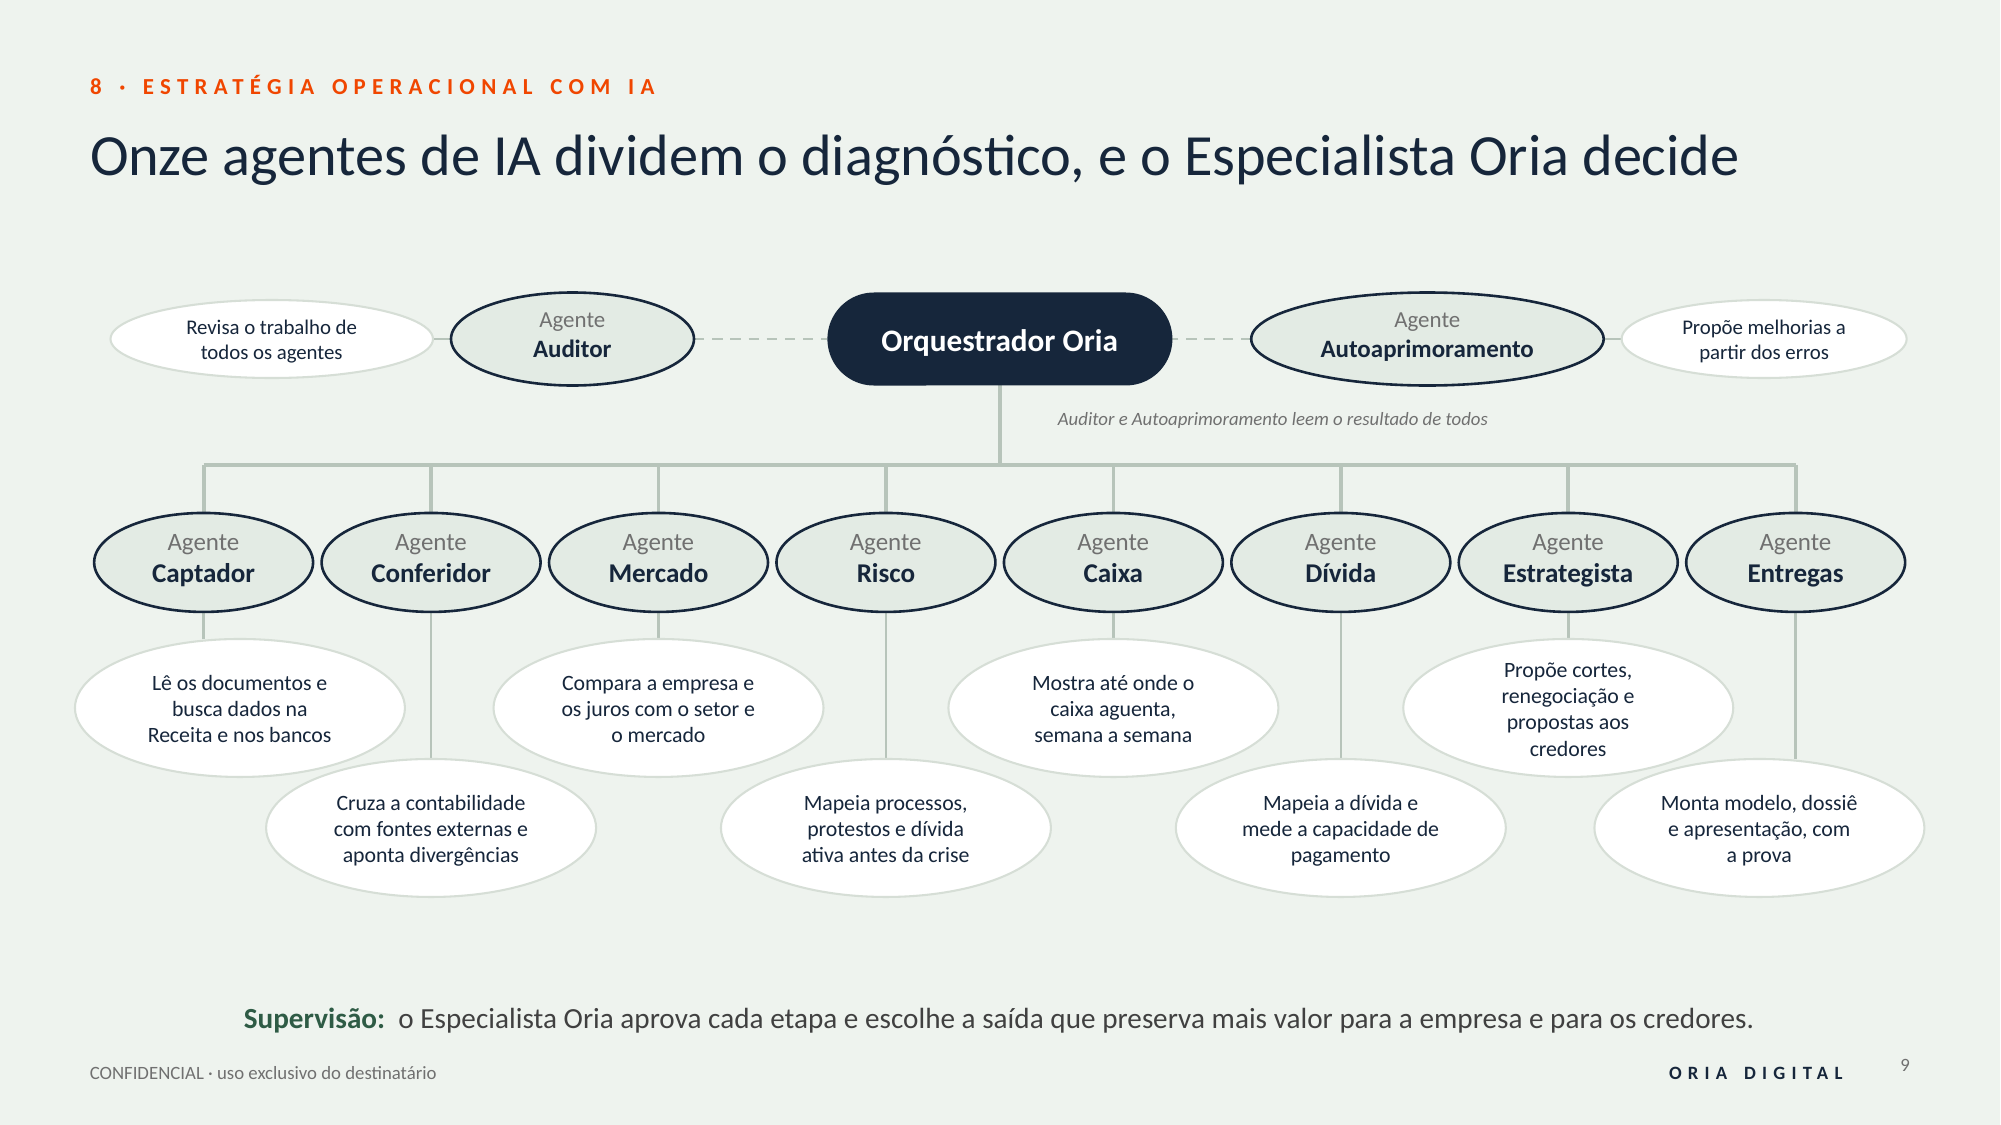 8 · ESTRATÉGIA OPERACIONAL COM IA
Onze agentes de IA dividem o diagnóstico, e o Especialista Oria decide
Revisa o trabalho de
todos os agentes
Agente
Auditor
Orquestrador Oria
Agente
Autoaprimoramento
Propõe melhorias a
partir dos erros
Auditor e Autoaprimoramento leem o resultado de todos
Agente
Captador
Agente
Conferidor
Agente
Mercado
Agente
Risco
Agente
Caixa
Agente
Dívida
Agente
Estrategista
Agente
Entregas
Lê os documentos e
busca dados na
Receita e nos bancos
Cruza a contabilidade
com fontes externas e
aponta divergências
Compara a empresa e
os juros com o setor e
o mercado
Mapeia processos,
protestos e dívida
ativa antes da crise
Mostra até onde o
caixa aguenta,
semana a semana
Mapeia a dívida e
mede a capacidade de
pagamento
Propõe cortes,
renegociação e
propostas aos
credores
Monta modelo, dossiê
e apresentação, com
a prova
Supervisão: o Especialista Oria aprova cada etapa e escolhe a saída que preserva mais valor para a empresa e para os credores.
CONFIDENCIAL · uso exclusivo do destinatário
ORIA DIGITAL
9